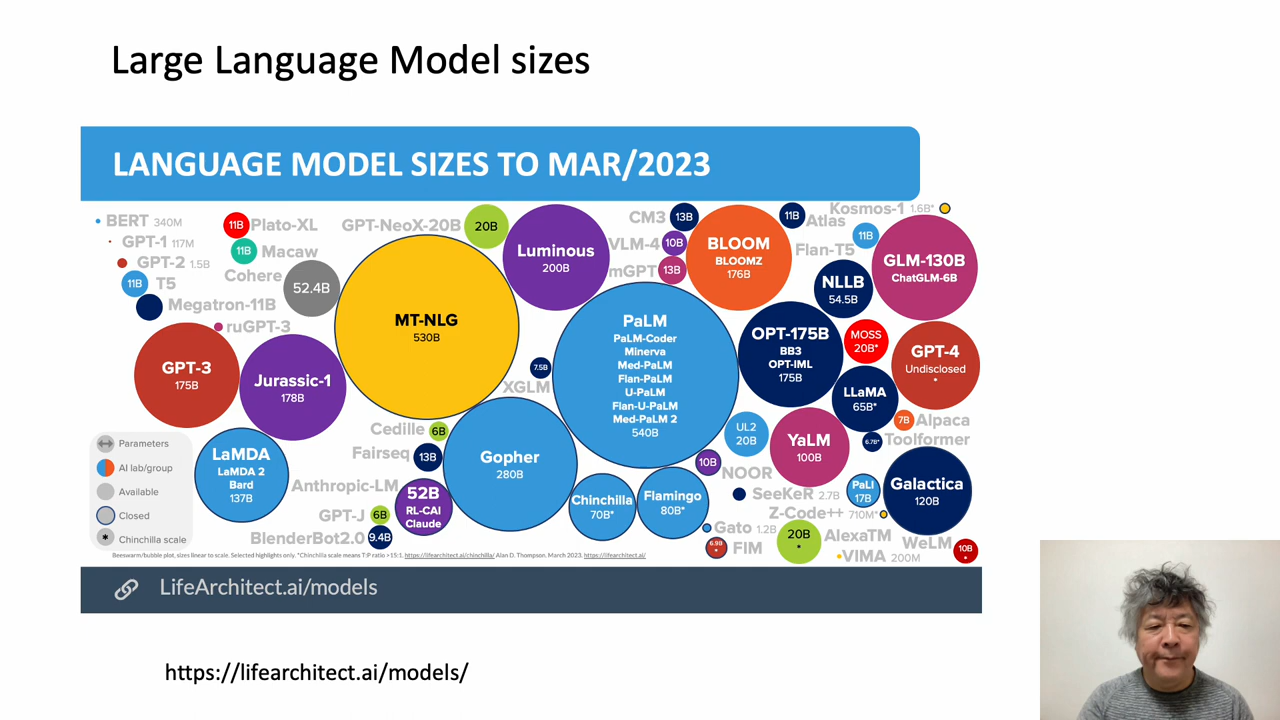 Large Language Model sizes
LANGUAGE MODEL SIZES TO MAR/2023
BERT 340M
GPT-1 117M
GPT-2 1.5B
11B T5
Megatron-11B
ruGPT-3
11B Plato-XL
11B Macaw
Cohere
52.4B
GPT-NeoX-20B
20B
MT-NLG
530B
GPT-3
175B
Jurassic-1
178B
Luminous
200B
CM3 13B
VLM-4 10B
mGPT 13B
BLOOM
BLOOMZ
176B
11B Atlas
Kosmos-1 1.6B*
Flan-T5 11B
GLM-130B
ChatGLM-6B
NLLB
54.5B
PaLM
PaLM-Coder
Minerva
Med-PaLM
Flan-PaLM
U-PaLM
Flan-U-PaLM
Med-PaLM 2
540B
7.5B
XGLM
OPT-175B
BB3
OPT-IML
175B
MOSS
20B*
GPT-4
Undisclosed
*
LLaMA
65B*
7B Alpaca
6.7B* Toolformer
UL2
20B
YaLM
100B
Parameters
AI lab/group
Available
Closed
* Chinchilla scale
LaMDA
LaMDA 2
Bard
137B
Cedille 6B
Fairseq 13B
Anthropic-LM
52B
RL-CAI
Claude
GPT-J 6B
BlenderBot2.0 9.4B
Gopher
280B
Chinchilla
70B*
Flamingo
80B*
10B
NOOR
SeeKeR 2.7B
PaLI
17B
Galactica
120B
Z-Code++ 710M*
Gato 1.2B
6.9B
*
FIM
20B
*
AlexaTM
VIMA 200M
WeLM
10B
*
Beeswarm/bubble plot, sizes linear to scale. Selected highlights only. *Chinchilla scale means T:P ratio >15:1. https://lifearchitect.ai/chinchilla/ Alan D. Thompson. March 2023. https://lifearchitect.ai/
LifeArchitect.ai/models
https://lifearchitect.ai/models/